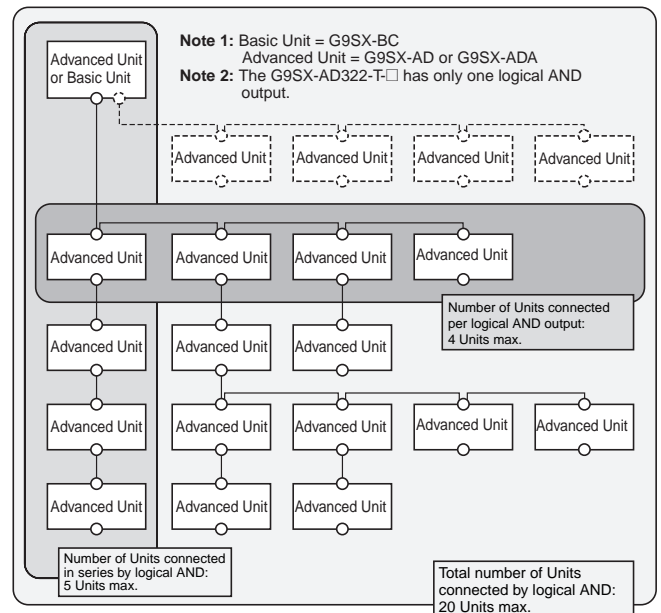 Advanced Unit
or Basic Unit
Note 1: Basic Unit = G9SX-BC
Advanced Unit = G9SX-AD or G9SX-ADA
Note 2: The G9SX-AD322-T-□ has only one logical AND
output.
Advanced Unit
Advanced Unit
Advanced Unit
Advanced Unit
Advanced Unit
Advanced Unit
Advanced Unit
Advanced Unit
Number of Units connected
per logical AND output:
4 Units max.
Advanced Unit
Advanced Unit
Advanced Unit
Advanced Unit
Advanced Unit
Advanced Unit
Advanced Unit
Advanced Unit
Advanced Unit
Advanced Unit
Advanced Unit
Number of Units connected
in series by logical AND:
5 Units max.
Total number of Units
connected by logical AND:
20 Units max.